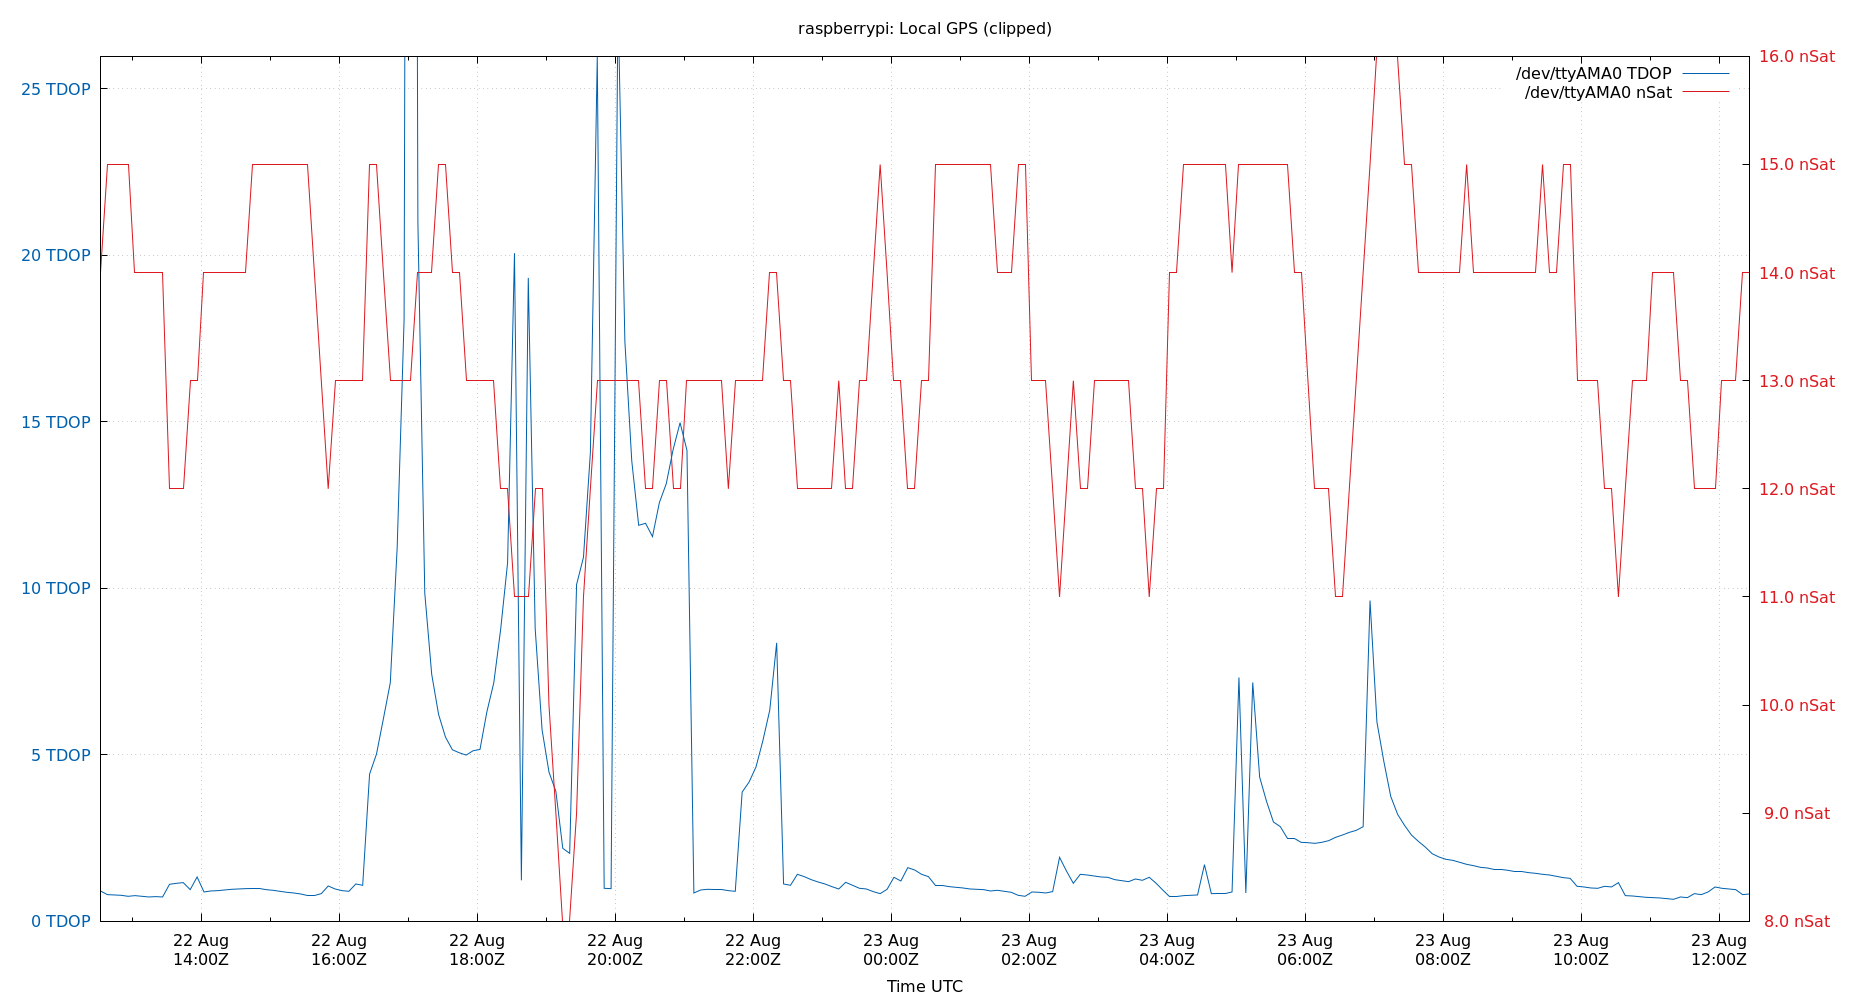 raspberrypi: Local GPS (clipped)
/dev/ttyAMA0 TDOP
/dev/ttyAMA0 nSat
25 TDOP
20 TDOP
15 TDOP
10 TDOP
5 TDOP
0 TDOP
16.0 nSat
15.0 nSat
14.0 nSat
13.0 nSat
12.0 nSat
11.0 nSat
10.0 nSat
9.0 nSat
8.0 nSat
22 Aug
14:00Z
22 Aug
16:00Z
22 Aug
18:00Z
22 Aug
20:00Z
22 Aug
22:00Z
23 Aug
00:00Z
23 Aug
02:00Z
23 Aug
04:00Z
23 Aug
06:00Z
23 Aug
08:00Z
23 Aug
10:00Z
23 Aug
12:00Z
Time UTC